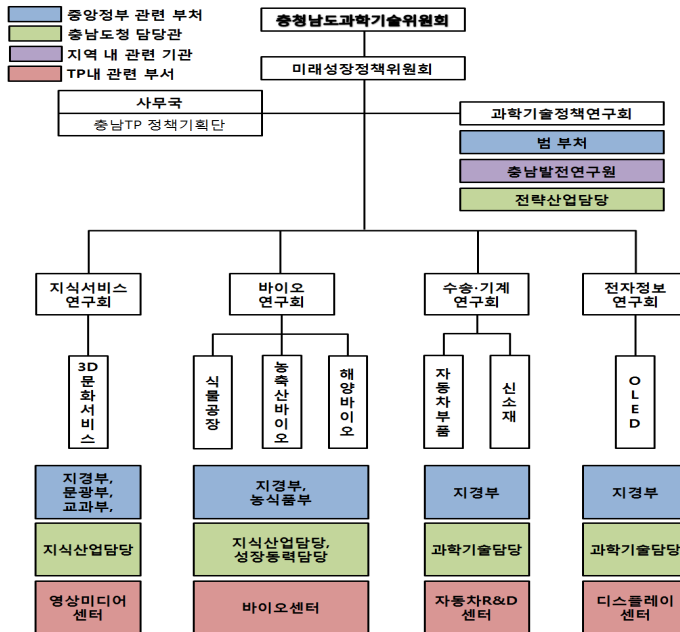 중앙정부 관련 부처
충남도청 담당관
지역 내 관련 기관
TP내 관련 부서
충청남도과학기술위원회
미래성장정책위원회
사무국
충남TP 정책기획단
과학기술정책연구회
범 부처
충남발전연구원
전략산업담당
지식서비스
연구회
바이오
연구회
수송·기계
연구회
전자정보
연구회
3D
문화서비스
식물공장
농축산바이오
해양바이오
자동차부품
신소재
OLED
지경부,
문광부,
교과부,
지경부,
농식품부
지경부
지경부
지식산업담당
지식산업담당,
성장동력담당
과학기술담당
과학기술담당
영상미디어
센터
바이오센터
자동차R&D
센터
디스플레이
센터